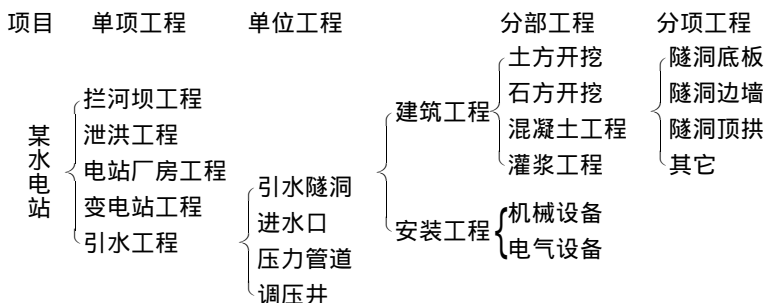 项目 单项工程 单位工程 分部工程 分项工程
某水电站
拦河坝工程
泄洪工程
电站厂房工程
变电站工程
引水工程
引水隧洞
进水口
压力管道
调压井
建筑工程
安装工程
土方开挖
石方开挖
混凝土工程
灌浆工程
机械设备
电气设备
隧洞底板
隧洞边墙
隧洞顶拱
其它